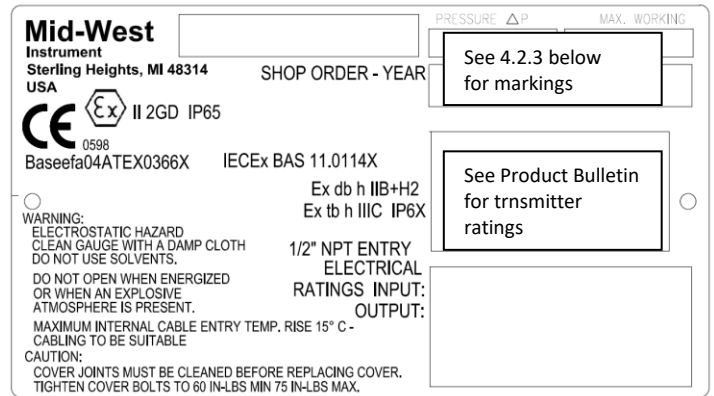 Mid-West
Instrument
Sterling Heights, MI 48314
USA
PRESSURE △P
MAX. WORKING
See 4.2.3 below
for markings
SHOP ORDER - YEAR
Ex II 2GD IP65
CE 0598
Baseefa04ATEX0366X
IECEx BAS 11.0114X
Ex db h IIB+H2
Ex tb h IIIC IP6X
See Product Bulletin
for trnsmitter
ratings
WARNING:
ELECTROSTATIC HAZARD
CLEAN GAUGE WITH A DAMP CLOTH
DO NOT USE SOLVENTS.
DO NOT OPEN WHEN ENERGIZED
OR WHEN AN EXPLOSIVE
ATMOSPHERE IS PRESENT.
1/2" NPT ENTRY
ELECTRICAL
RATINGS INPUT:
OUTPUT:
MAXIMUM INTERNAL CABLE ENTRY TEMP. RISE 15° C -
CABLING TO BE SUITABLE
CAUTION:
COVER JOINTS MUST BE CLEANED BEFORE REPLACING COVER.
TIGHTEN COVER BOLTS TO 60 IN-LBS MIN 75 IN-LBS MAX.